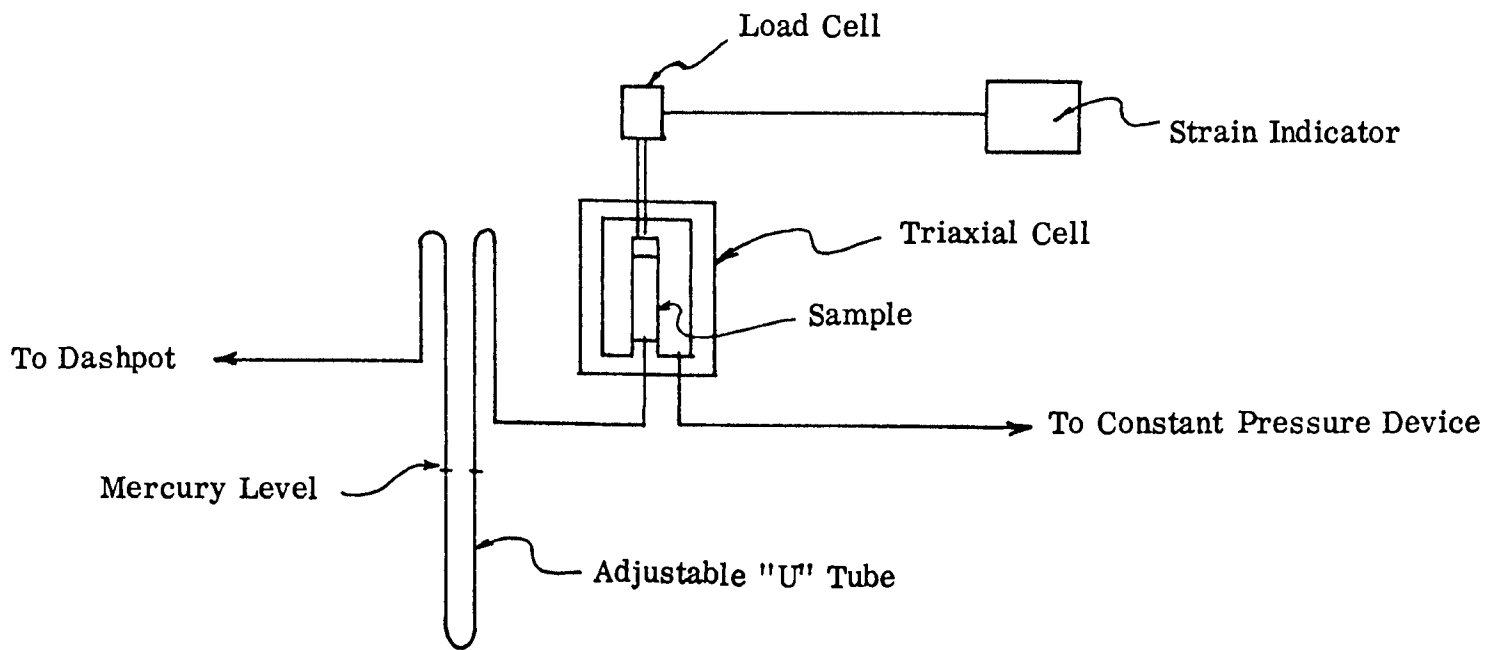 Load Cell
Strain Indicator
Triaxial Cell
Sample
To Dashpot
To Constant Pressure Device
Mercury Level
Adjustable "U" Tube